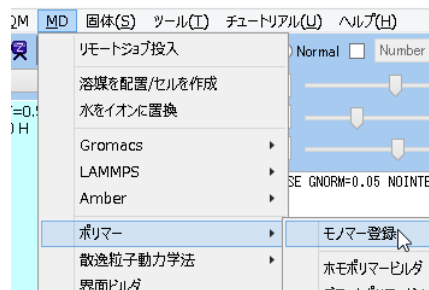 MD 固体(S) ツール(T) チュートリアル(U) ヘルプ(H)
リモートジョブ投入
Normal Number
溶媒を配置/セルを作成
水をイオンに置換
H
Gromacs
LAMMPS
SE GNORM=0.05 NOINTE
Amber
ポリマー
モノマー登録
散逸粒子動力学法
ホモポリマービルダ
界面ビルダ